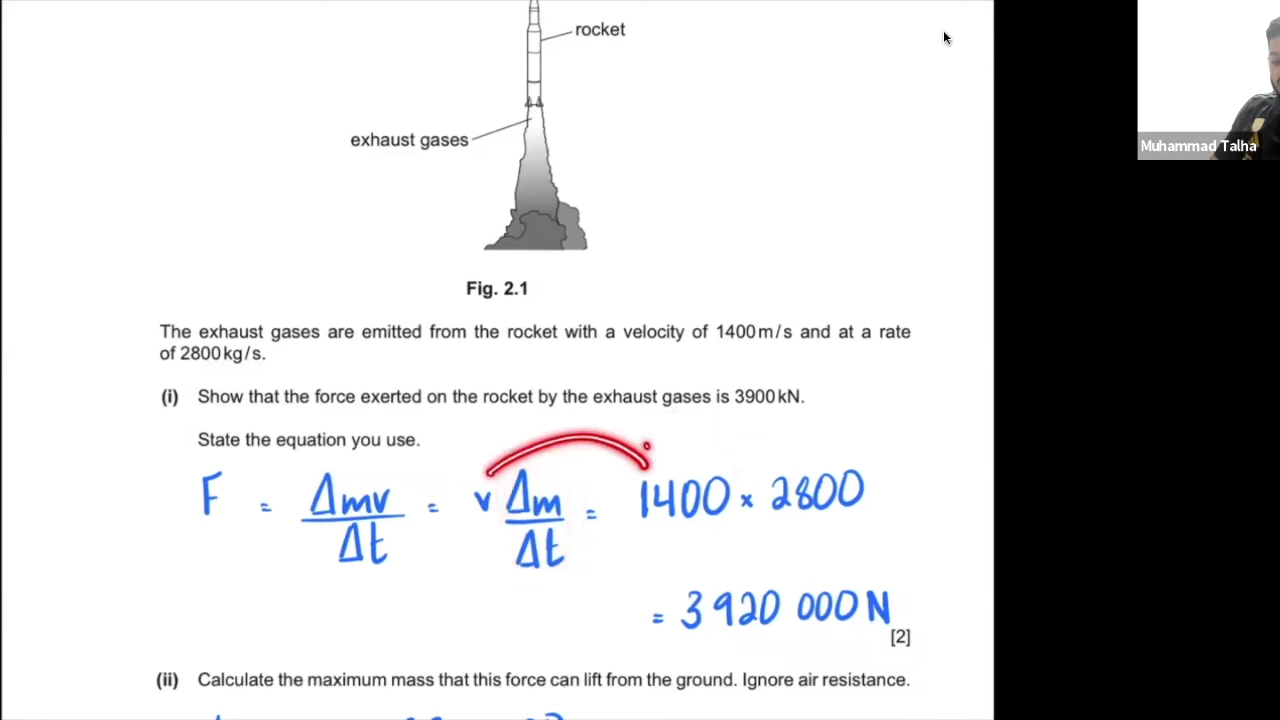 rocket
exhaust gases
Muhammad Talha
Fig. 2.1
The exhaust gases are emitted from the rocket with a velocity of 1400 m / s and at a rate
of 2800 kg / s.
(i) Show that the force exerted on the rocket by the exhaust gases is 3900 kN.
State the equation you use.
F = Δmv/Δt = v Δm/Δt = 1400 × 2800
= 3920 000 N
[2]
(ii) Calculate the maximum mass that this force can lift from the ground. Ignore air resistance.